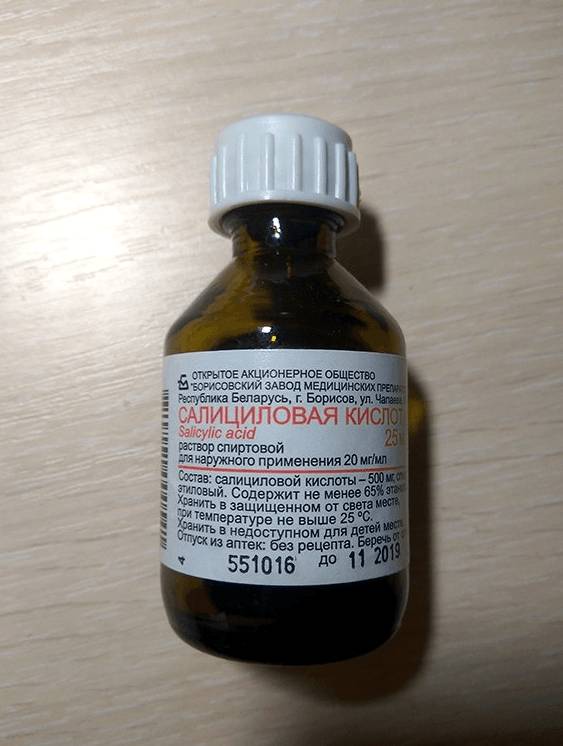 ОТКРЫТОЕ АКЦИОНЕРНОЕ ОБЩЕСТВО
"БОРИСОВСКИЙ ЗАВОД МЕДИЦИНСКИХ
Республика Беларусь, г. Борисов, ул.
САЛИЦИЛОВАЯ КИСЛОТ
Salicylic acid
25
раствор спиртовой
для наружного применения 20 мг/мл
Состав: салициловой кислоты – 500 мг,
этиловый. Содержит не менее 65%
Хранить в защищенном от света месте,
при температуре не выше 25 °С.
Хранить в недоступном для детей месте
Отпуск из аптек: без рецепта. Беречь от
551016 до 11 2019